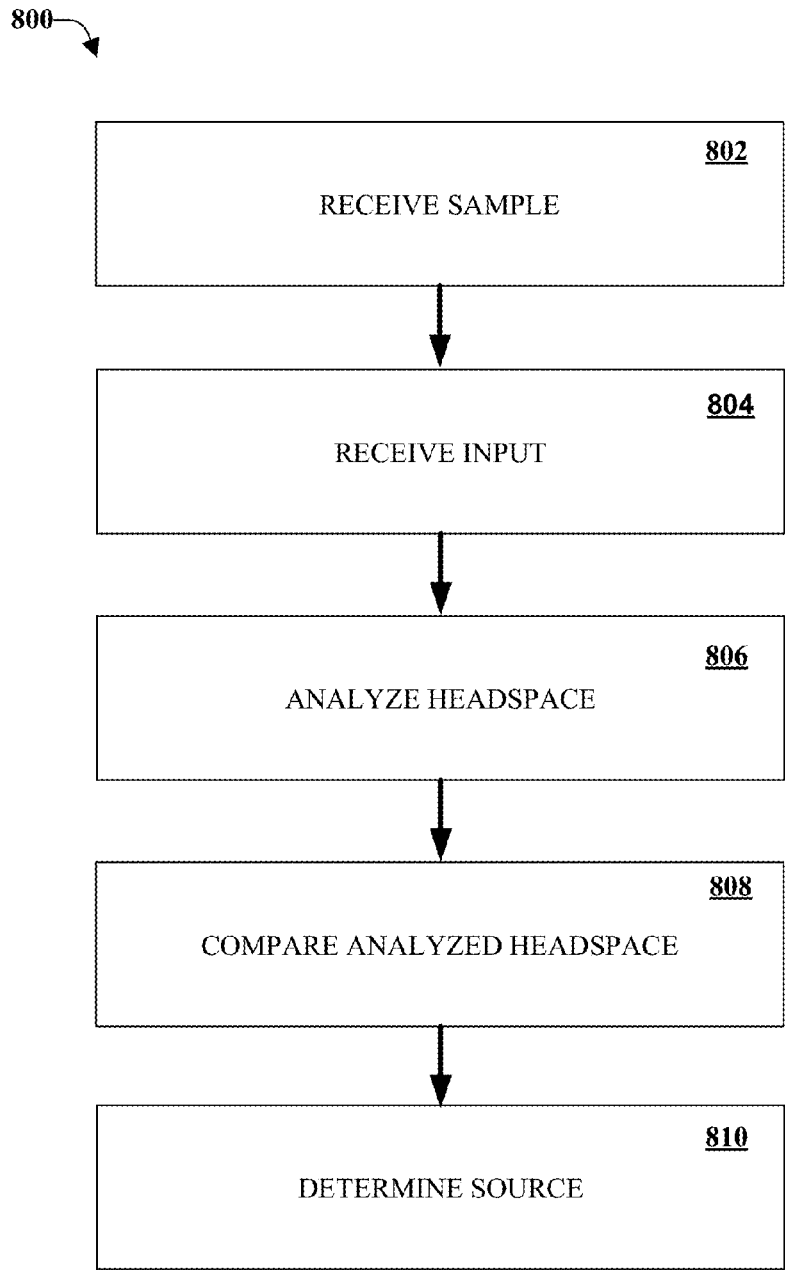 800
802
RECEIVE SAMPLE
804
RECEIVE INPUT
806
ANALYZE HEADSPACE
808
COMPARE ANALYZED HEADSPACE
810
DETERMINE SOURCE